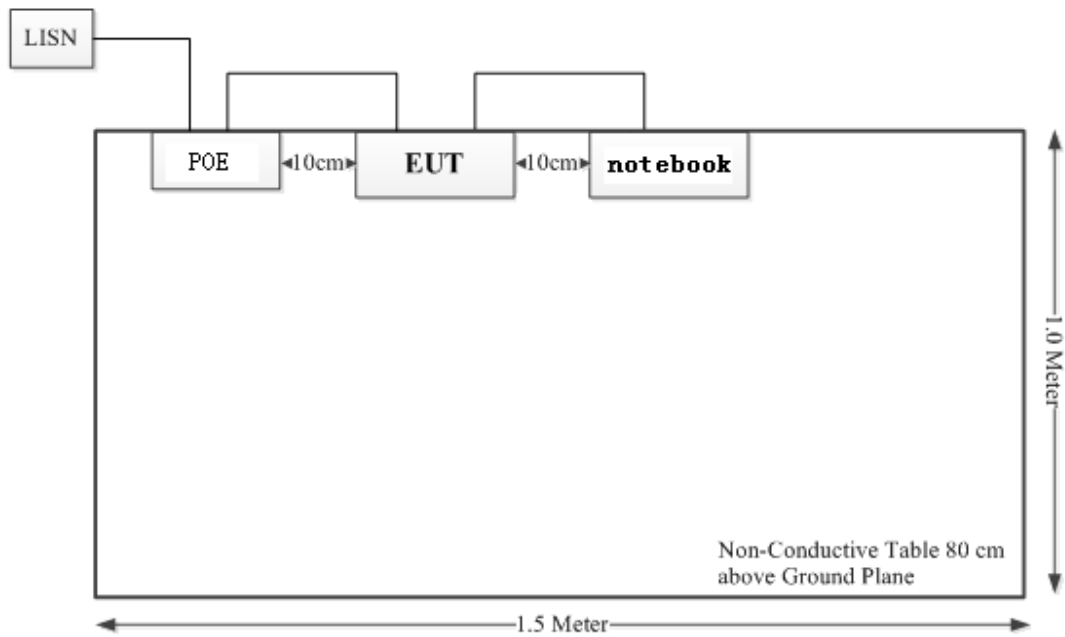 LISN
POE
10cm
EUT
10cm
notebook
1.0 Meter
Non-Conductive Table 80 cm
above Ground Plane
1.5 Meter